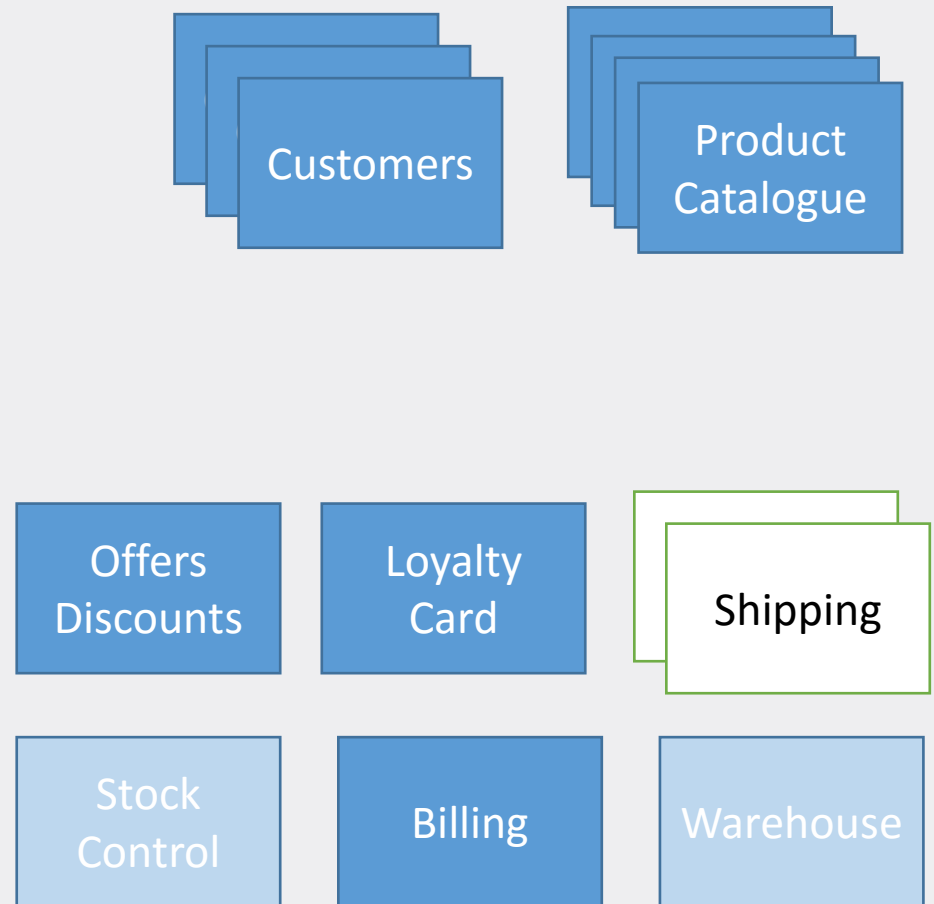 Customers
Product
Catalogue
Offers
Discounts
Loyalty
Card
Shipping
Stock
Control
Billing
Warehouse